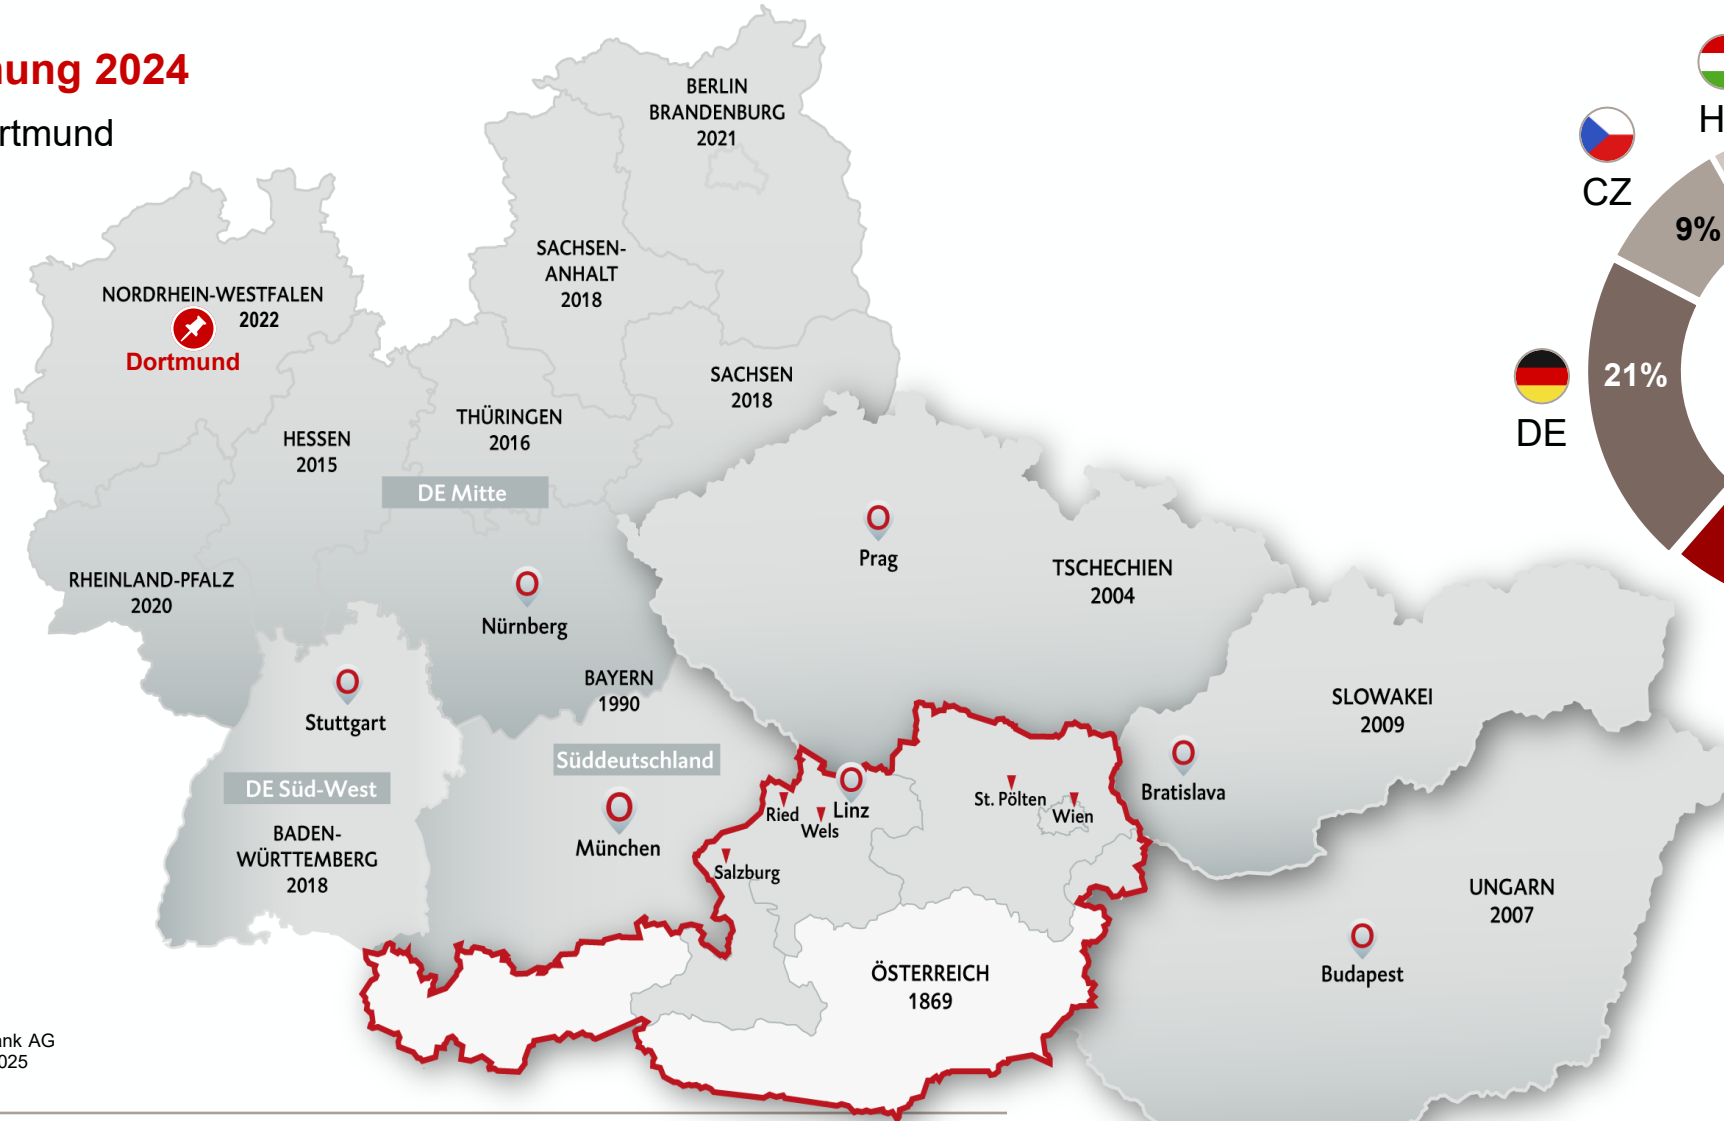 nung 2024
rtmund
BERLIN
BRANDENBURG
2021
H
CZ
9%
SACHSEN-
ANHALT
2018
NORDRHEIN-WESTFALEN
2022
Dortmund
SACHSEN
2018
21%
DE
THÜRINGEN
2016
HESSEN
2015
DE Mitte
Prag
TSCHECHIEN
2004
RHEINLAND-PFALZ
2020
Nürnberg
BAYERN
1990
SLOWAKEI
2009
Stuttgart
Süddeutschland
DE Süd-West
Bratislava
St. Pölten
Ried
Linz
Wels
Wien
BADEN-
WÜRTTEMBERG
2018
München
Salzburg
UNGARN
2007
Budapest
ÖSTERREICH
1869
ank AG
025